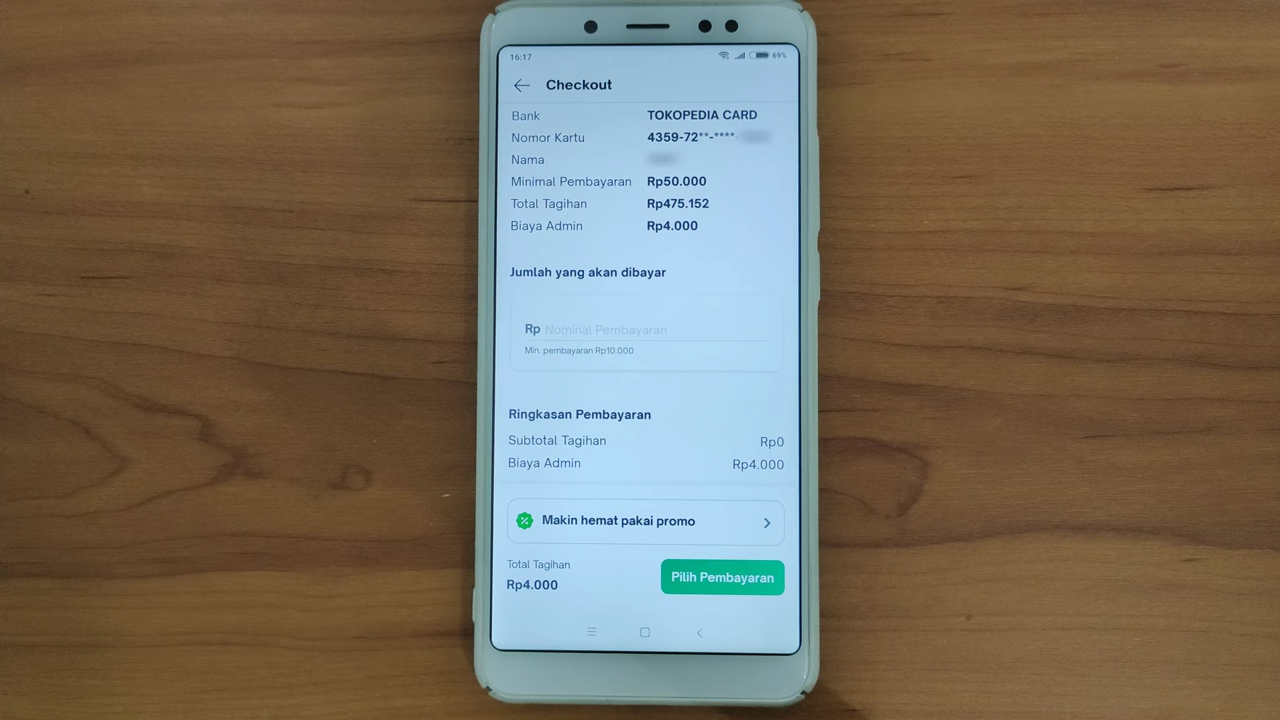 16:17
69%
Checkout
Bank TOKOPEDIA CARD
Nomor Kartu 4359-72**-****-
Nama
Minimal Pembayaran Rp50.000
Total Tagihan Rp475.152
Biaya Admin Rp4.000
Jumlah yang akan dibayar
Rp Nominal Pembayaran
Min. pembayaran Rp10.000
Ringkasan Pembayaran
Subtotal Tagihan Rp0
Biaya Admin Rp4.000
Makin hemat pakai promo
Total Tagihan
Rp4.000
Pilih Pembayaran